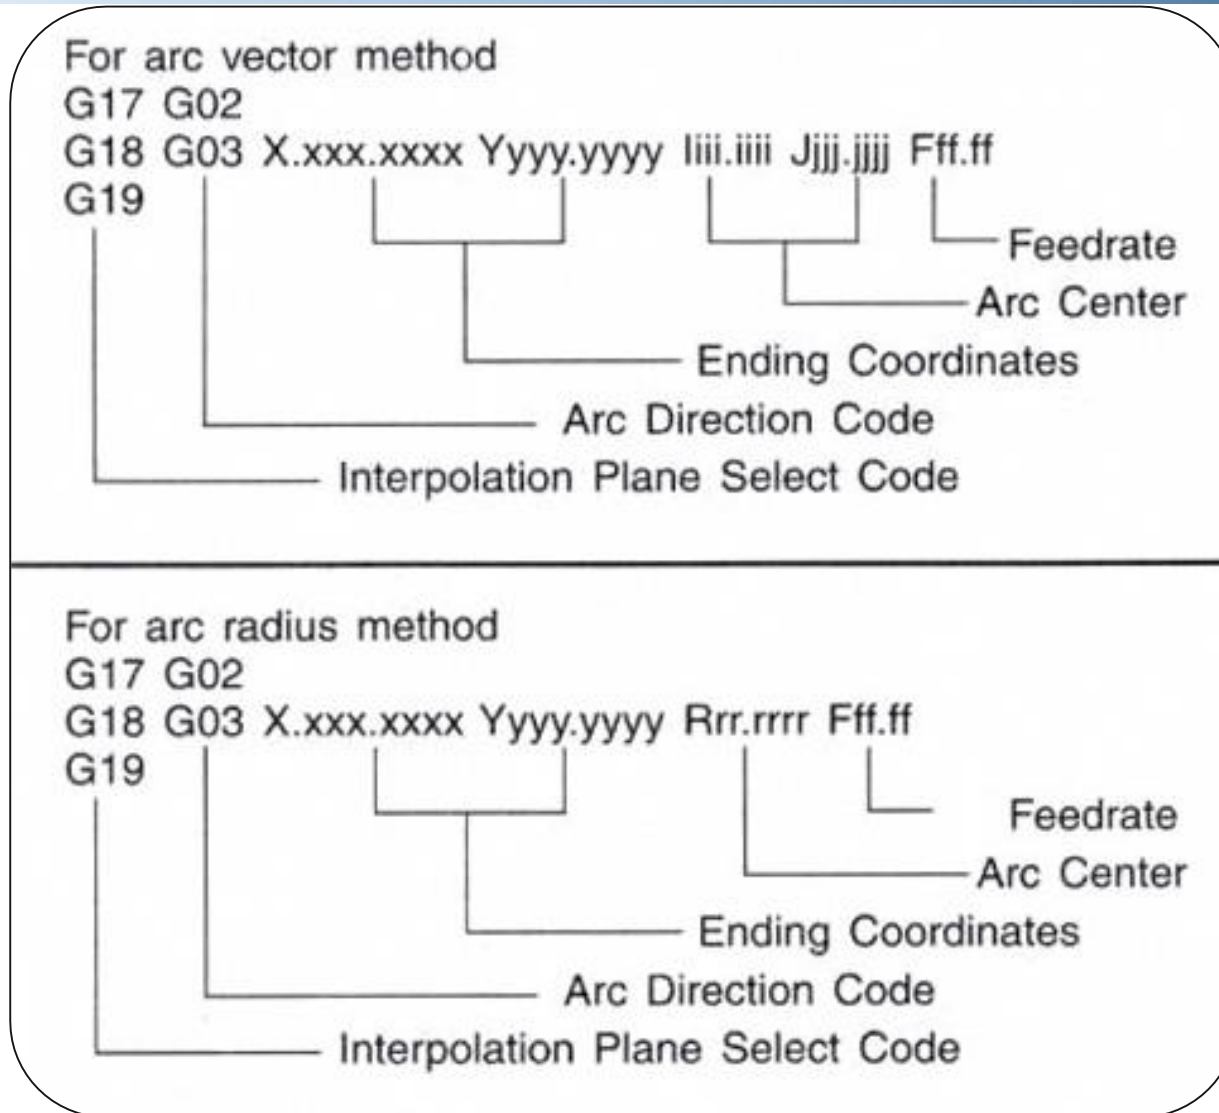 For arc vector method
G17 G02
G18 G03 X.xxx.xxxx Yyyy.yyyy Iiii.iiii Jjjj.jjjj Fff.ff
G19
Feedrate
Arc Center
Ending Coordinates
Arc Direction Code
Interpolation Plane Select Code
For arc radius method
G17 G02
G18 G03 X.xxx.xxxx Yyyy.yyyy Rrr.rrrr Fff.ff
G19
Feedrate
Arc Center
Ending Coordinates
Arc Direction Code
Interpolation Plane Select Code